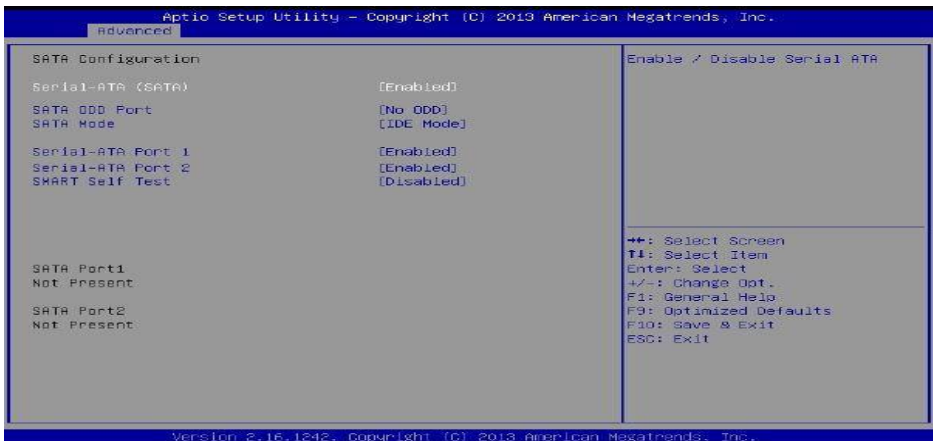 Aptio Setup Utility – Copyright (C) 2013 American Megatrends, Inc.
Advanced
SATA Configuration
Serial-ATA (SATA) [Enabled]
SATA ODD Port [No ODD]
SATA Mode [IDE Mode]
Serial-ATA Port 1 [Enabled]
Serial-ATA Port 2 [Enabled]
SMART Self Test [Disabled]
SATA Port1
Not Present
SATA Port2
Not Present
Enable / Disable Serial ATA
→←: Select Screen
↑↓: Select Item
Enter: Select
+/-: Change Opt.
F1: General Help
F9: Optimized Defaults
F10: Save & Exit
ESC: Exit
Version 2.16.1242. Copyright (C) 2013 American Megatrends, Inc.